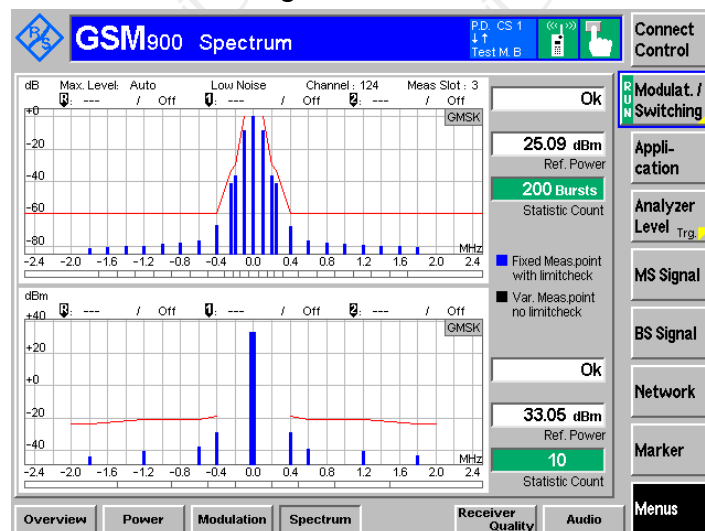 R&S
GSM900 Spectrum
P.D. CS 1
Test M. B
Connect Control
dB Max. Level: Auto Low Noise Channel : 124 Meas Slot : 3
R: --- / Off 1: --- / Off 2: --- / Off
GMSK
+0
-20
-40
-60
-80
MHz
-2.4 -2.0 -1.6 -1.2 -0.8 -0.4 0.0 0.4 0.8 1.2 1.6 2.0 2.4
Ok
25.09 dBm
Ref. Power
200 Bursts
Statistic Count
Fixed Meas.point
with limitcheck
Var. Meas.point
no limitcheck
dBm
R: --- / Off 1: --- / Off 2: --- / Off
GMSK
+40
+20
+0
-20
-40
MHz
-2.4 -2.0 -1.6 -1.2 -0.8 -0.4 0.0 0.4 0.8 1.2 1.6 2.0 2.4
Ok
33.05 dBm
Ref. Power
10
Statistic Count
RUN
Modulat. /
Switching
Appli-
cation
Analyzer
Level Trg.
MS Signal
BS Signal
Network
Marker
Menus
Overview Power Modulation Spectrum Receiver Quality Audio